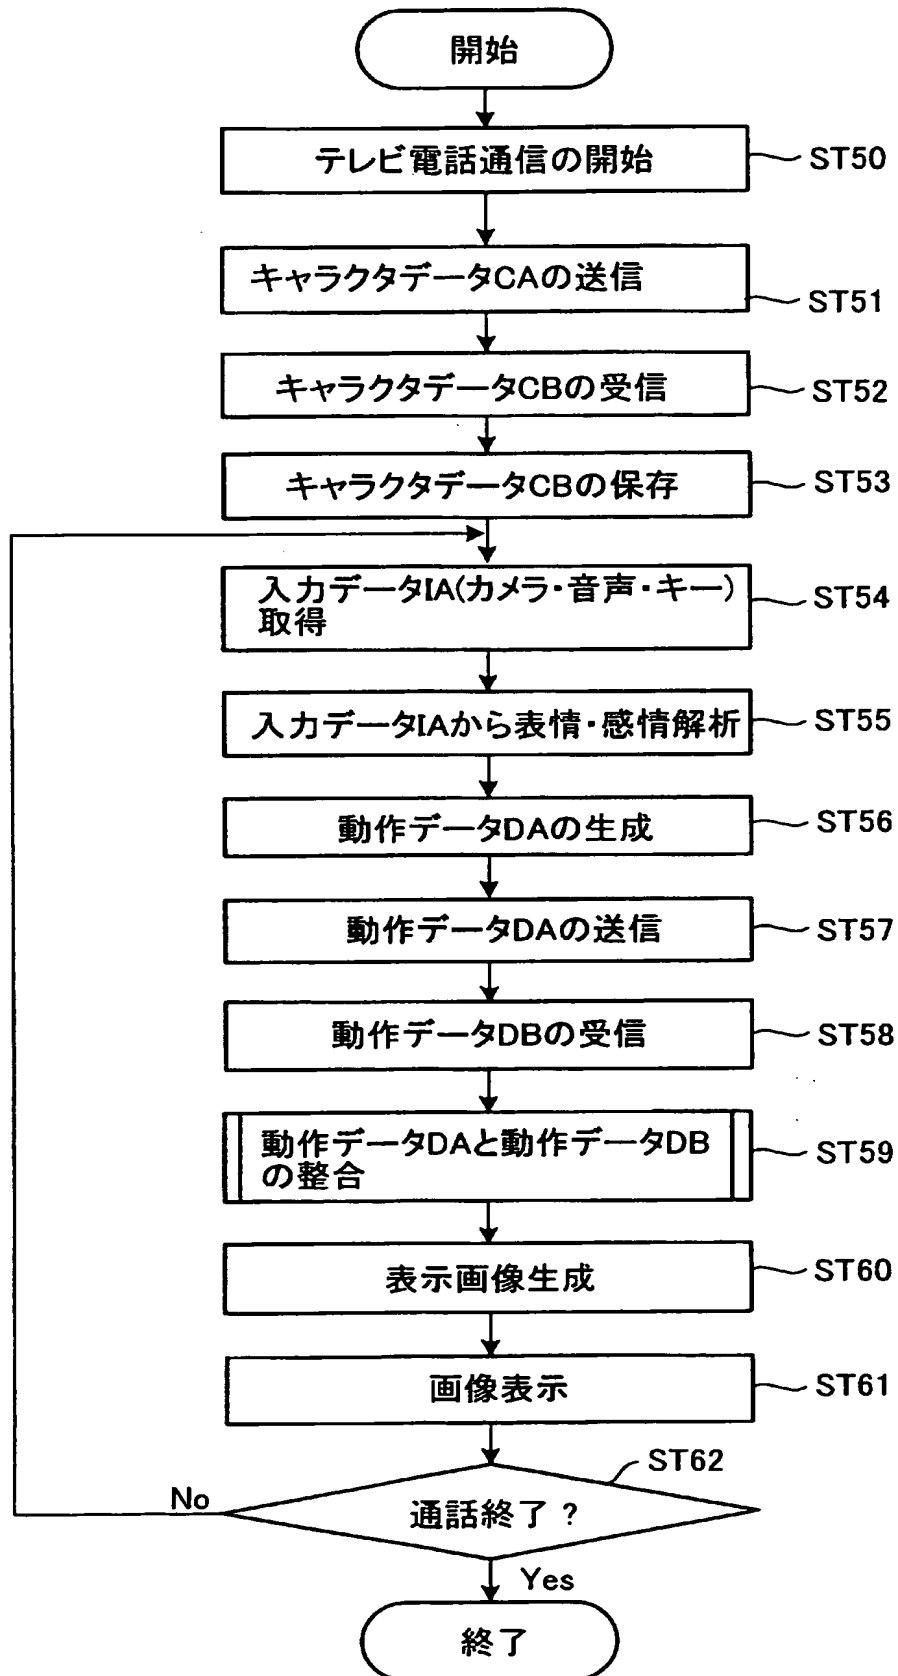 開始
テレビ電話通信の開始
ST50
キャラクタデータCAの送信
ST51
キャラクタデータCBの受信
ST52
キャラクタデータCBの保存
ST53
入力データIA(カメラ・音声・キー)
取得
ST54
入力データIAから表情・感情解析
ST55
動作データDAの生成
ST56
動作データDAの送信
ST57
動作データDBの受信
ST58
動作データDAと動作データDB
の整合
ST59
表示画像生成
ST60
画像表示
ST61
ST62
通話終了？
No
Yes
終了